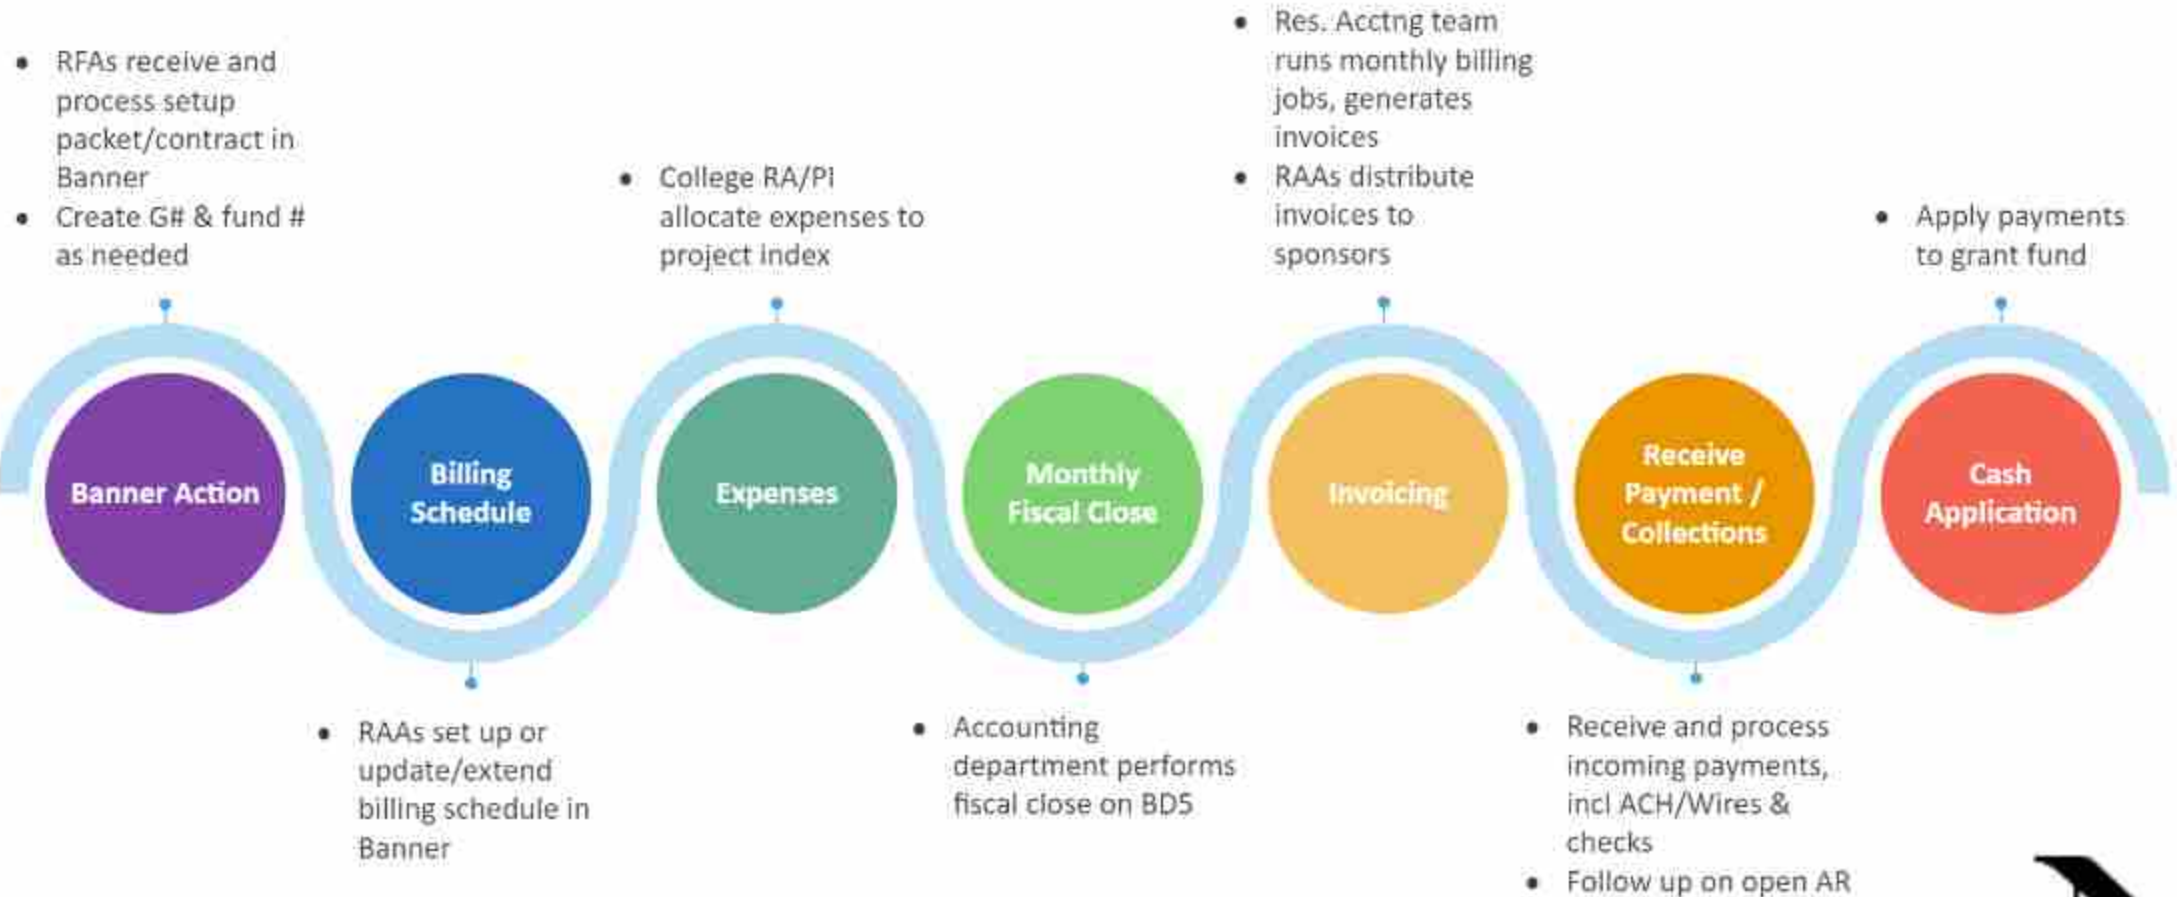 • RFAs receive and
process setup
packet/contract in
Banner
• Create G# & fund #
as needed
Banner Action
Billing
Schedule
• RAAs set up or
update/extend
billing schedule in
Banner
• College RA/PI
allocate expenses to
project index
Expenses
Monthly
Fiscal Close
• Accounting
department performs
fiscal close on BD5
• Res. Acctng team
runs monthly billing
jobs, generates
invoices
• RAAs distribute
invoices to
sponsors
Invoicing
Receive
Payment /
Collections
• Receive and process
incoming payments,
incl ACH/Wires &
checks
• Follow up on open AR
• Apply payments
to grant fund
Cash
Application